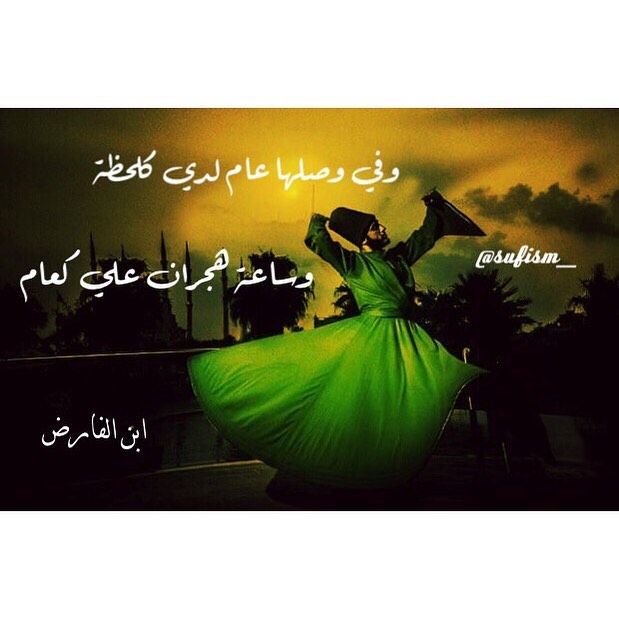 وفي وصلها عام لدي كلحظة
@sufism_
وساعة هجران علي كعام
ابن الفارض